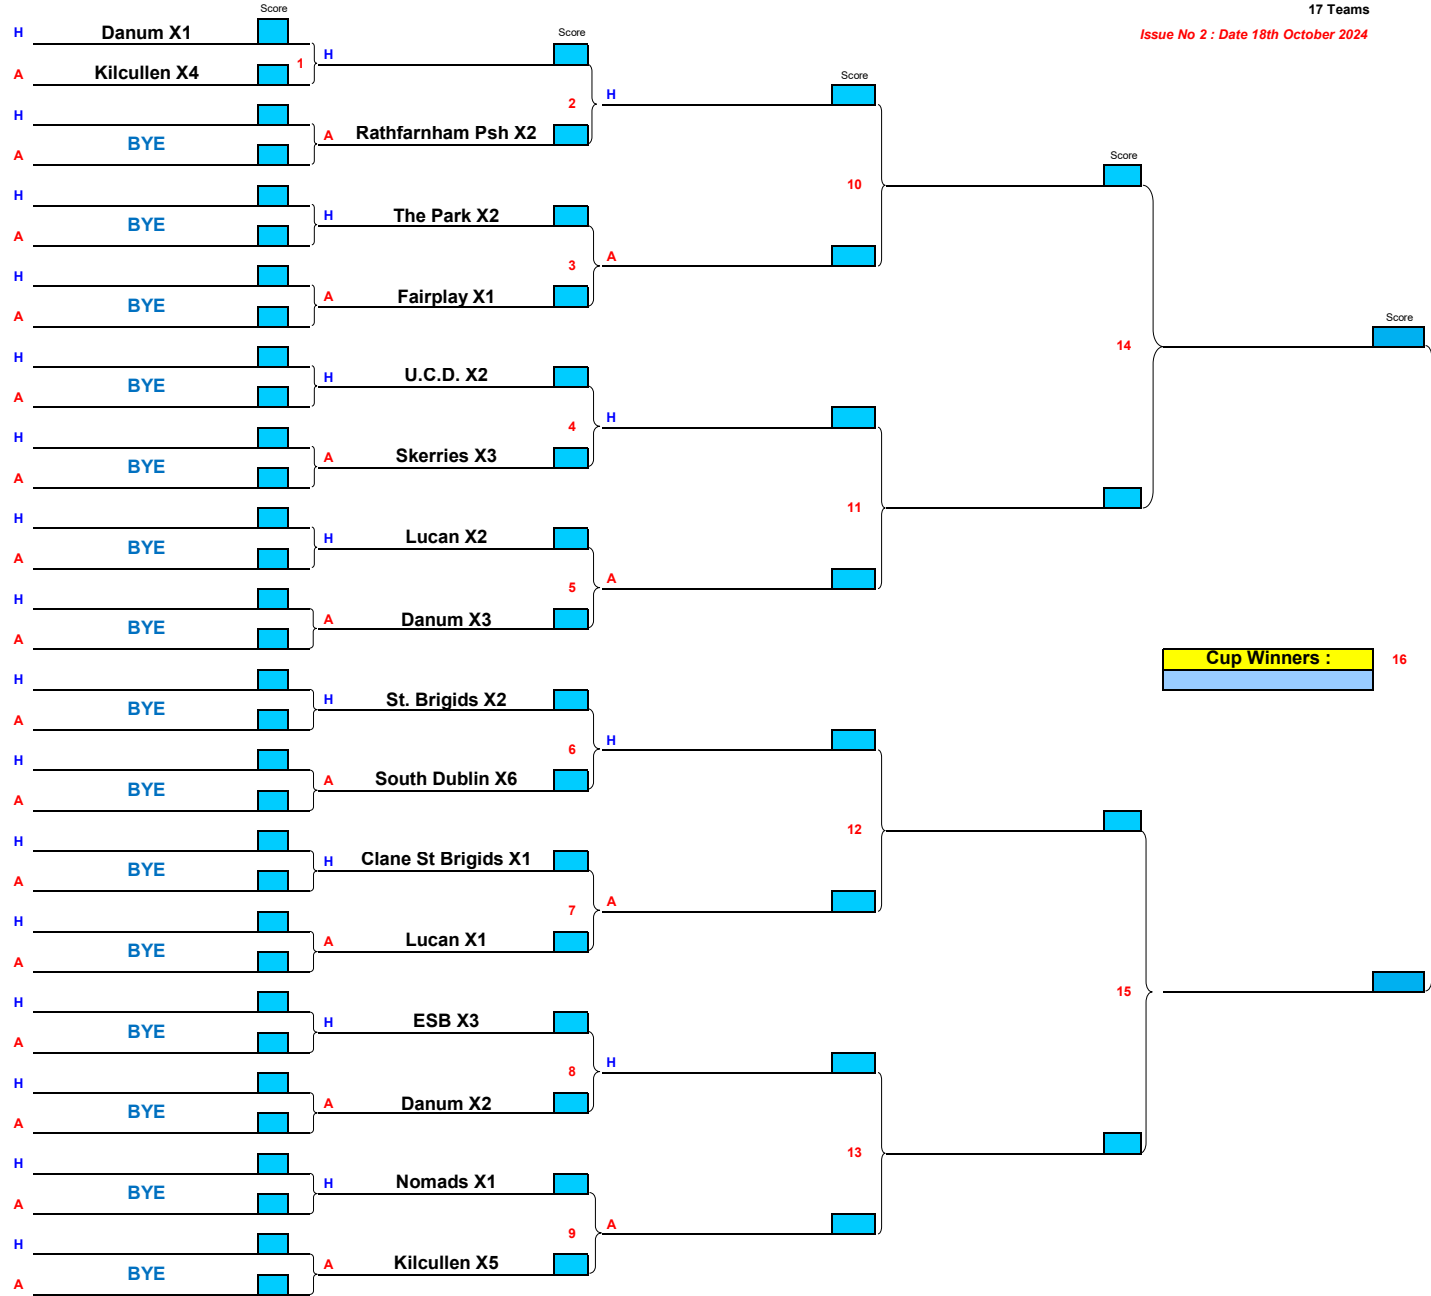 17 Teams
Issue No 2 : Date 18th October 2024
Score
H Danum X1
Score
1 H
A Kilcullen X4
Score
H
2 H
BYE A Rathfarnham Psh X2
A
Score
H
10
H The Park X2
BYE
A
3 A
H
BYE A Fairplay X1
A
Score
14
H
H U.C.D. X2
BYE
A
4 H
H
BYE A Skerries X3
A
11
H
H Lucan X2
BYE
A
5 A
H
BYE A Danum X3
A
Cup Winners : 16
H
H St. Brigids X2
BYE
A
6 H
H
BYE A South Dublin X6
A
12
H
H Clane St Brigids X1
BYE
A
7 A
H
BYE A Lucan X1
A
15
H
H ESB X3
BYE
A
8 H
H
BYE A Danum X2
A
13
H
H Nomads X1
BYE
A
9 A
H
BYE A Kilcullen X5
A